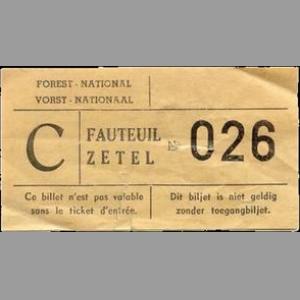 FOREST - NATIONAL
VORST - NATIONAAL
C
FAUTEUIL
ZETEL
No 026
Ce billet n'est pas valable
sans le ticket d'entrée.
Dit biljet is niet geldig
zonder toegangbiljet.